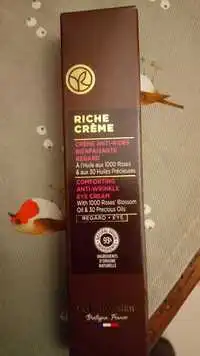 RICHE
CRÈME
CRÈME ANTI-RIDES
BIENFAISANTE
REGARD
À l'Huile aux 1000 Roses
& aux 30 Huiles Précieuses
COMFORTING
ANTI-WRINKLE
EYE CREAM
With 1000 Roses' Blossom
Oil & 30 Precious Oils
REGARD • EYE
INGRÉDIENTS
D'ORIGINE
NATURELLE
Bretagne, France